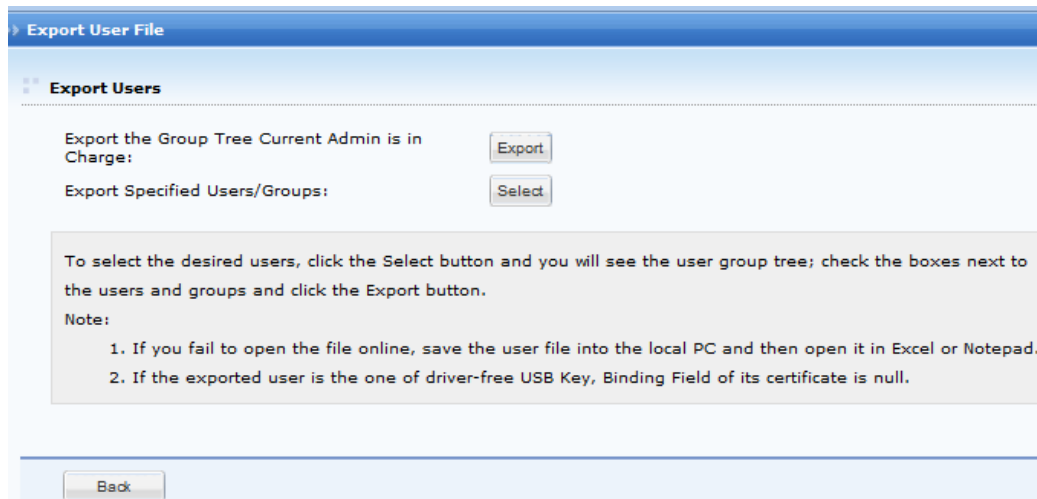 Export User File
Export Users
Export the Group Tree Current Admin is in
Charge:
Export
Export Specified Users/Groups:
Select
To select the desired users, click the Select button and you will see the user group tree; check the boxes next to
the users and groups and click the Export button.
Note:
1. If you fail to open the file online, save the user file into the local PC and then open it in Excel or Notepad.
2. If the exported user is the one of driver-free USB Key, Binding Field of its certificate is null.
Back